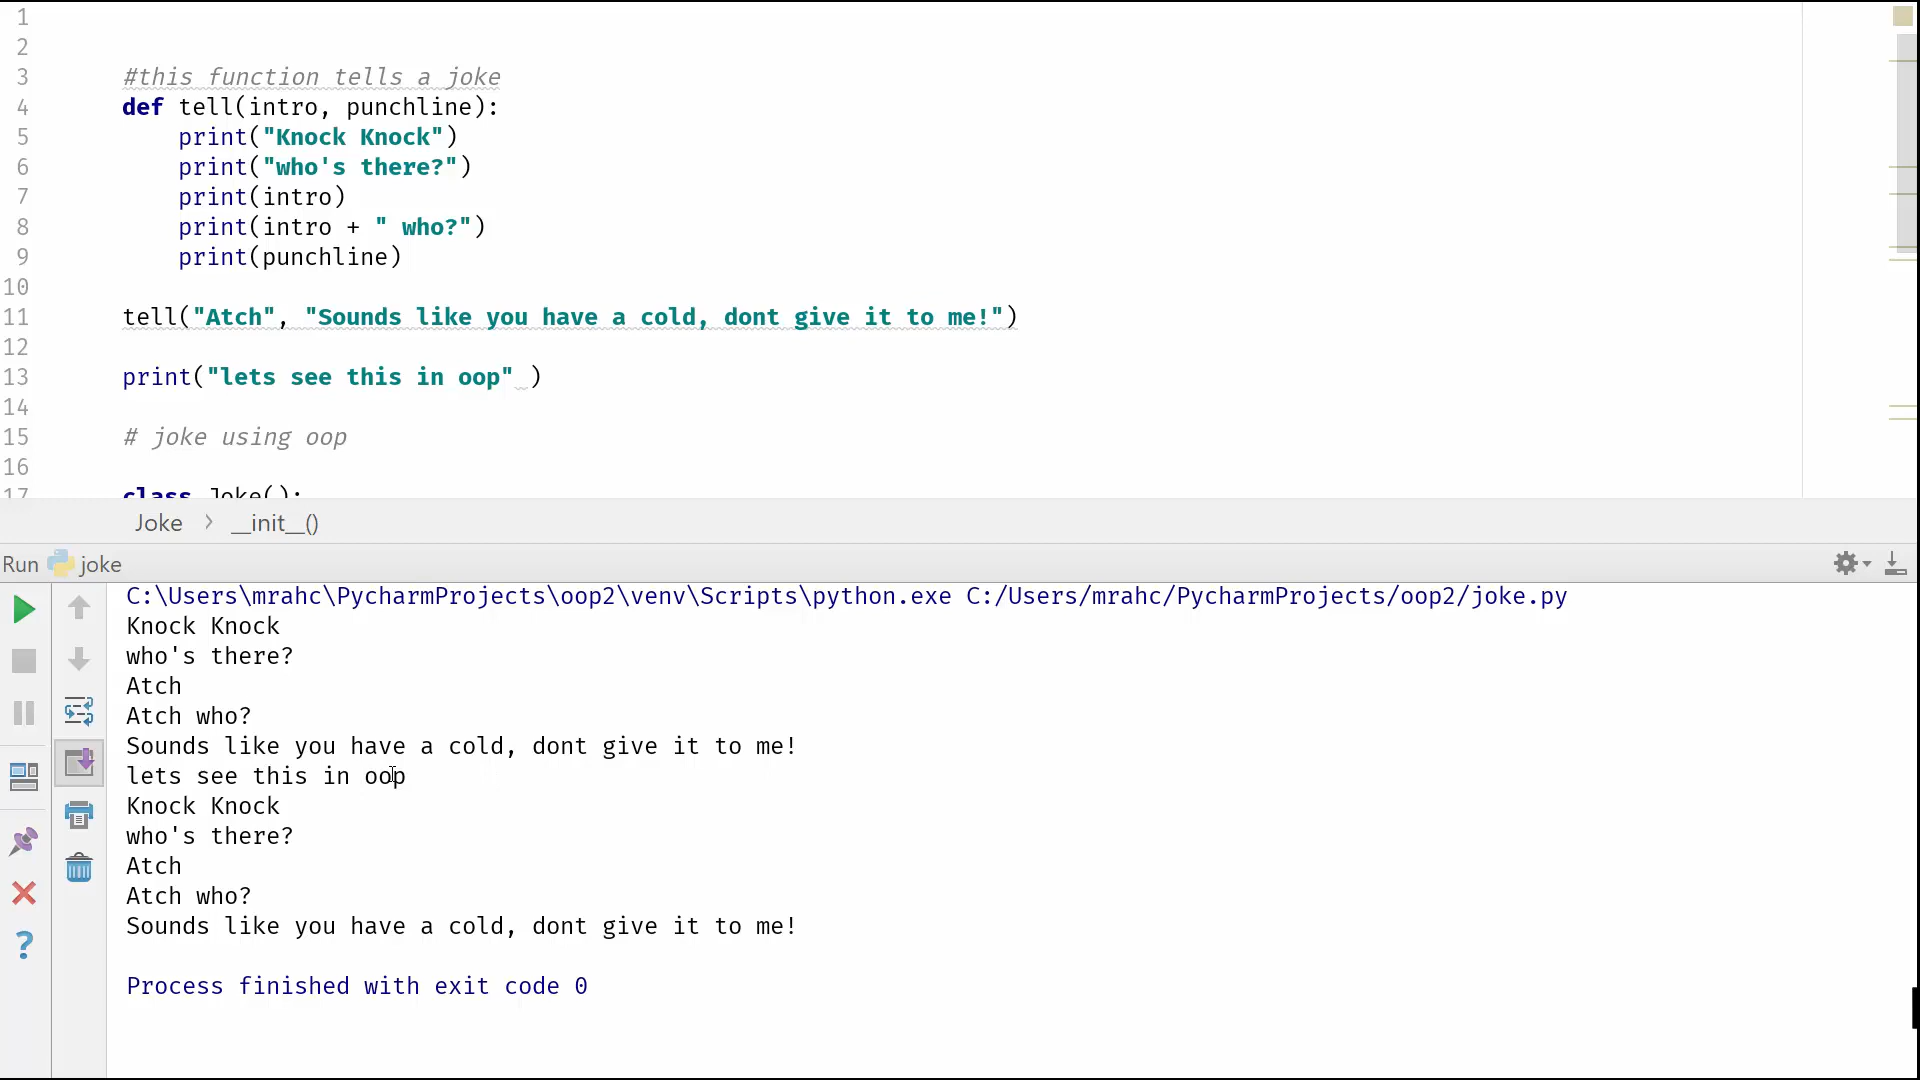 1
2
3 #this function tells a joke
4 def tell(intro, punchline):
5 print("Knock Knock")
6 print("who's there?")
7 print(intro)
8 print(intro + " who?")
9 print(punchline)
10
11 tell("Atch", "Sounds like you have a cold, dont give it to me!")
12
13 print("lets see this in oop" )
14
15 # joke using oop
16
17 class Joke():
Joke > __init__()
Run joke
C:\Users\mrahc\PycharmProjects\oop2\venv\Scripts\python.exe C:/Users/mrahc/PycharmProjects/oop2/joke.py
Knock Knock
who's there?
Atch
Atch who?
Sounds like you have a cold, dont give it to me!
lets see this in oop
Knock Knock
who's there?
Atch
Atch who?
Sounds like you have a cold, dont give it to me!
Process finished with exit code 0